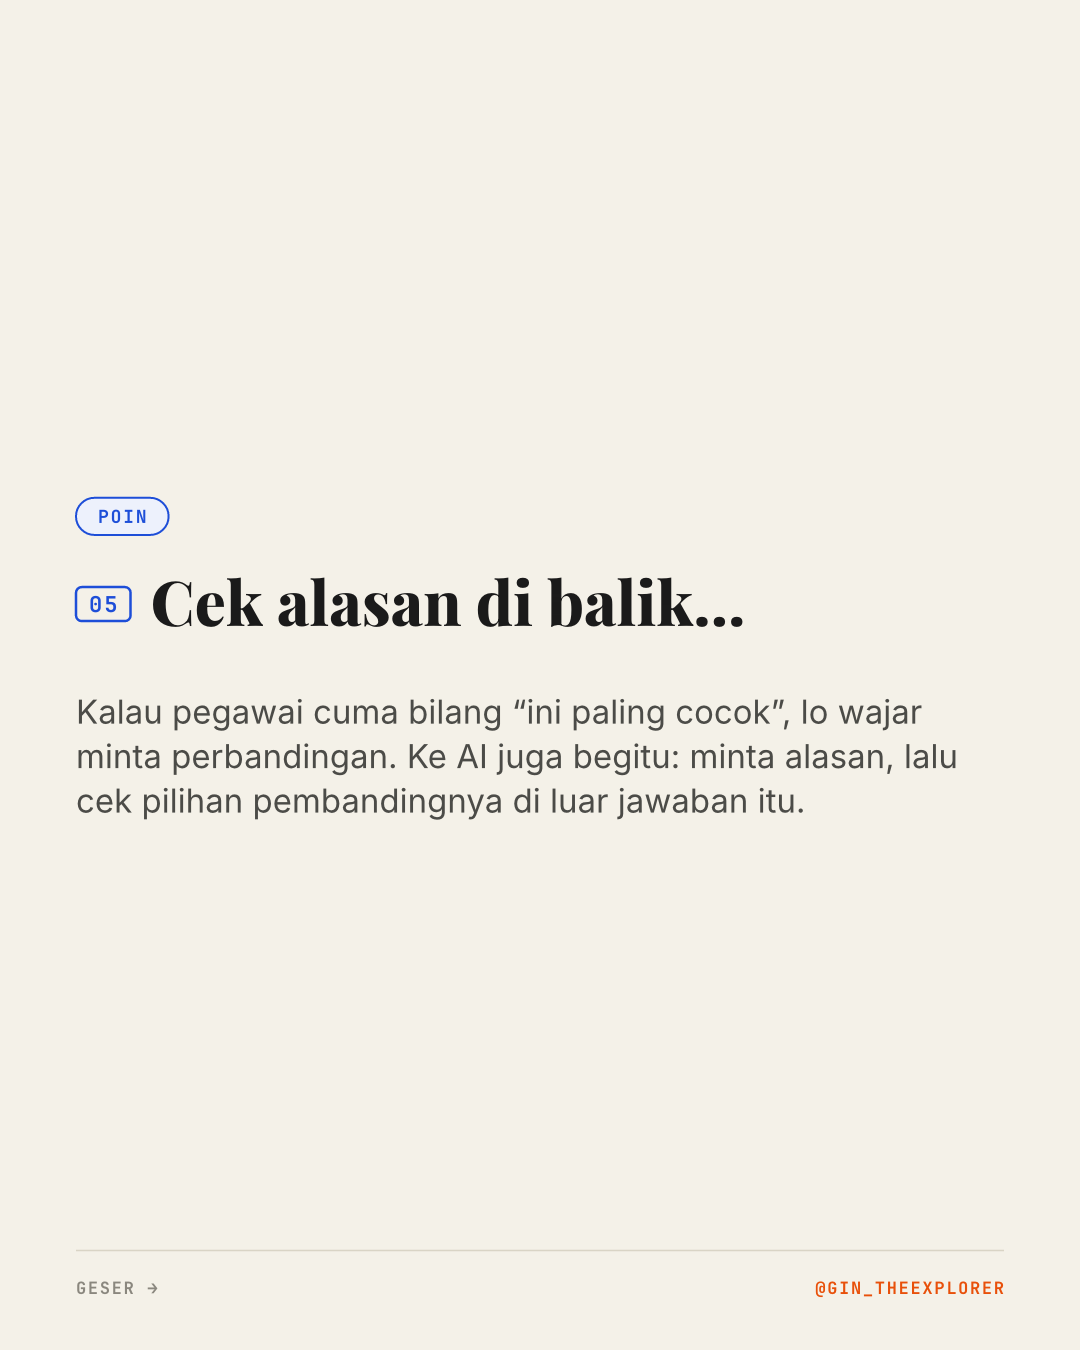 POIN
05 Cek alasan di balik...
Kalau pegawai cuma bilang “ini paling cocok”, lo wajar
minta perbandingan. Ke AI juga begitu: minta alasan, lalu
cek pilihan pembandingnya di luar jawaban itu.
GESER →
@GIN_THEEXPLORER